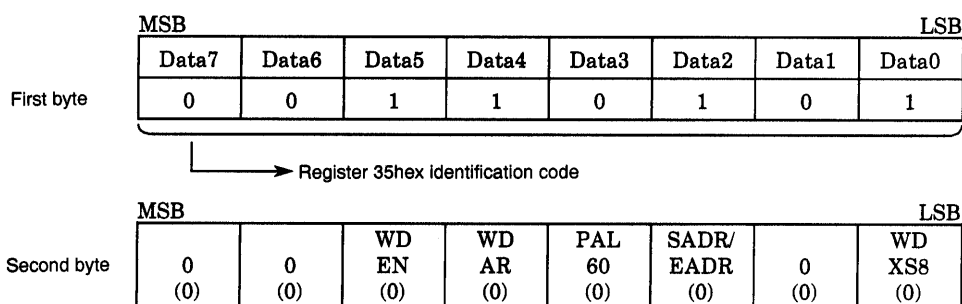 MSB LSB
Data7 Data6 Data5 Data4 Data3 Data2 Data1 Data0
First byte 0 0 1 1 0 1 0 1
Register 35hex identification code
MSB LSB
WD WD PAL SADR/ WD
Second byte 0 0 EN AR 60 EADR 0 XS8
(0) (0) (0) (0) (0) (0) (0) (0)